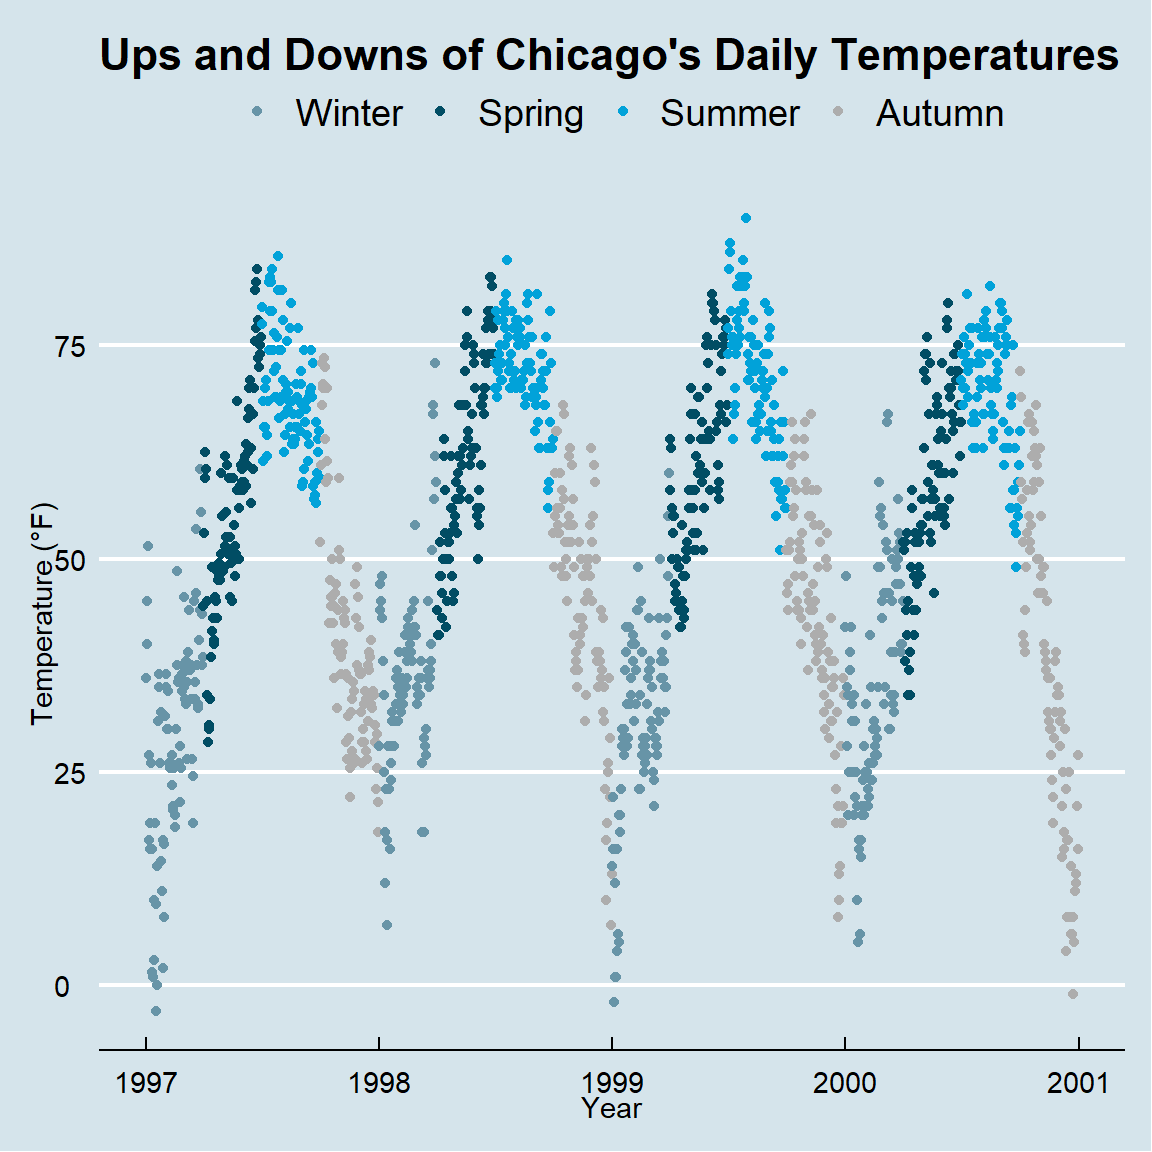 Ups and Downs of Chicago's Daily Temperatures
Winter Spring Summer Autumn
75
50
25
0
Temperature (°F)
1997 1998 1999 2000 2001
Year